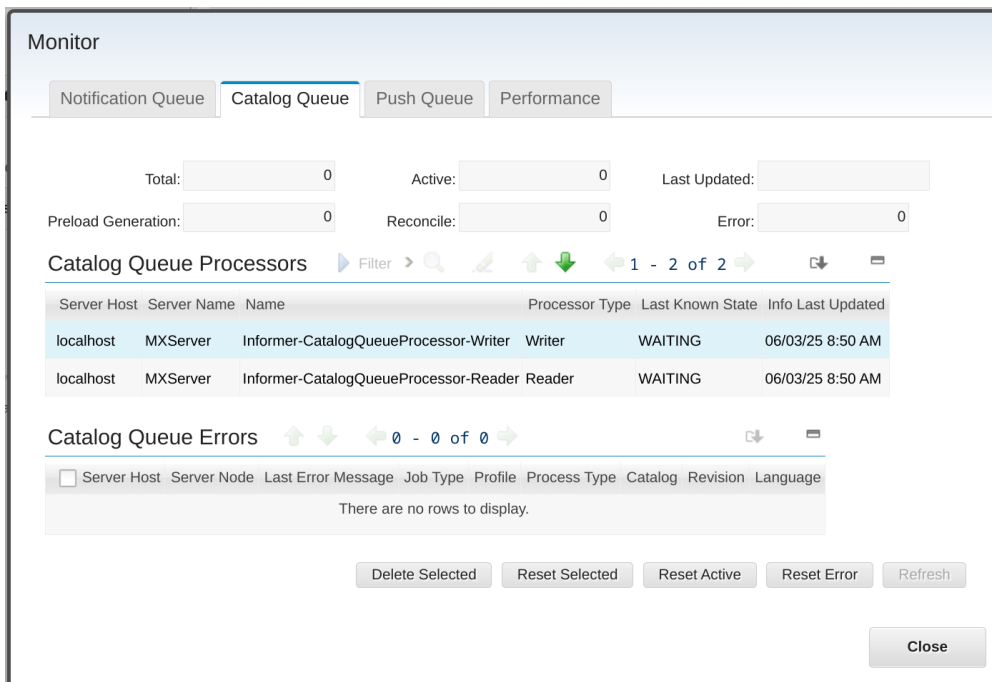 Monitor
Notification Queue Catalog Queue Push Queue Performance
Total: 0 Active: 0 Last Updated:
Preload Generation: 0 Reconcile: 0 Error: 0
Catalog Queue Processors Filter 1 - 2 of 2
Server Host Server Name Name Processor Type Last Known State Info Last Updated
localhost MXServer Informer-CatalogQueueProcessor-Writer Writer WAITING 06/03/25 8:50 AM
localhost MXServer Informer-CatalogQueueProcessor-Reader Reader WAITING 06/03/25 8:50 AM
Catalog Queue Errors 0 - 0 of 0
Server Host Server Node Last Error Message Job Type Profile Process Type Catalog Revision Language
There are no rows to display.
Delete Selected Reset Selected Reset Active Reset Error Refresh
Close